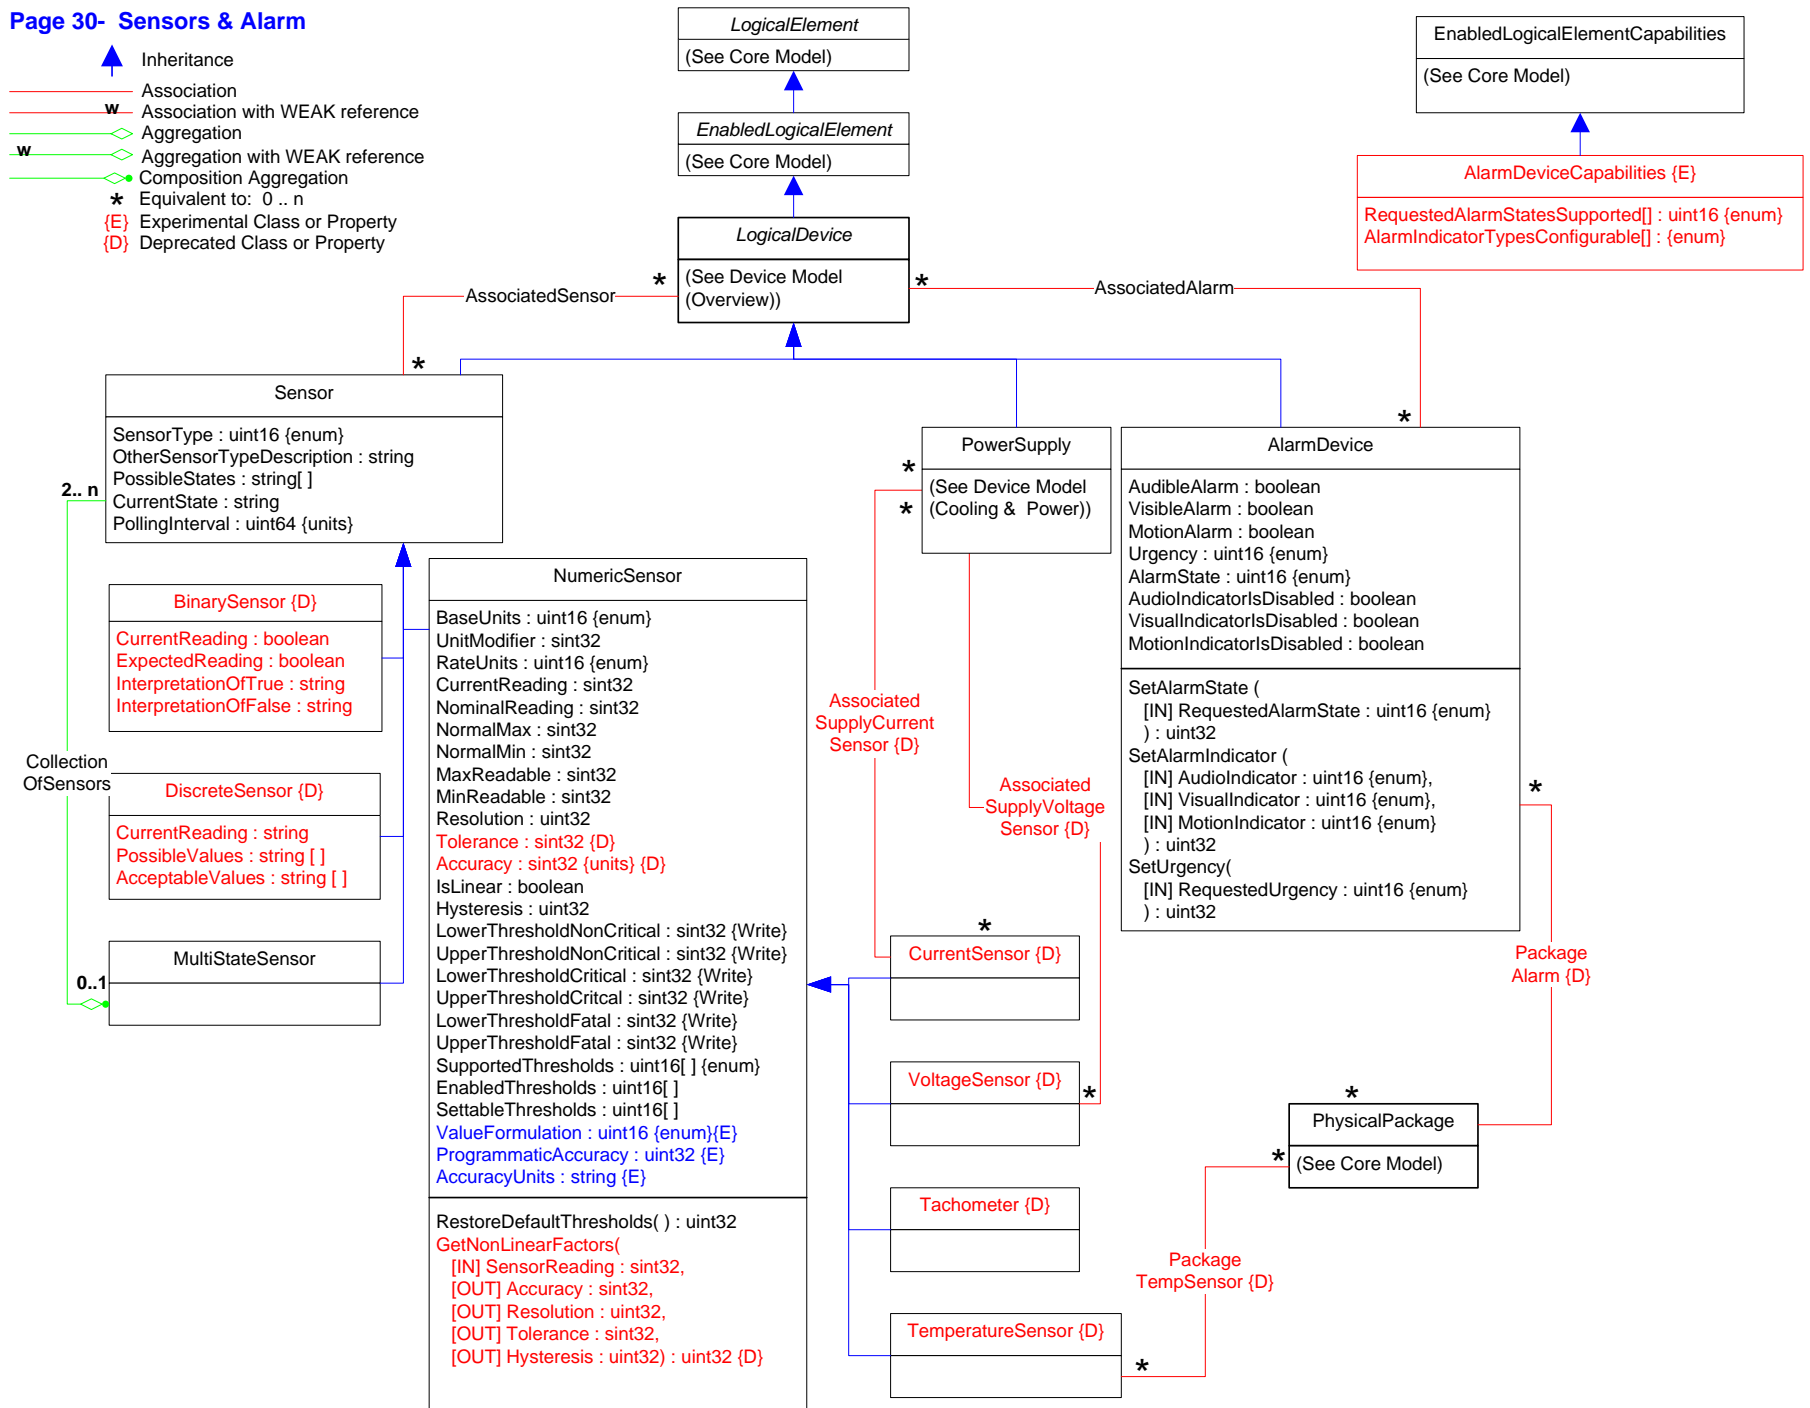 Page 30-  Sensors & Alarm
Inheritance
Association
w
Association with WEAK reference
Aggregation
w
Aggregation with WEAK reference
Composition Aggregation
* Equivalent to:  0 .. n
{E} Experimental Class or Property
{D} Deprecated Class or Property
LogicalElement
(See Core Model)
EnabledLogicalElement
(See Core Model)
LogicalDevice
(See Device Model
(Overview))
EnabledLogicalElementCapabilities
(See Core Model)
AlarmDeviceCapabilities {E}
RequestedAlarmStatesSupported[] : uint16 {enum}
AlarmIndicatorTypesConfigurable[] : {enum}
*
AssociatedSensor
*
*
AssociatedAlarm
*
Sensor
SensorType : uint16 {enum}
OtherSensorTypeDescription : string
PossibleStates : string[ ]
CurrentState : string
PollingInterval : uint64 {units}
2.. n
Collection
OfSensors
0..1
BinarySensor {D}
CurrentReading : boolean
ExpectedReading : boolean
InterpretationOfTrue : string
InterpretationOfFalse : string
DiscreteSensor {D}
CurrentReading : string
PossibleValues : string [ ]
AcceptableValues : string [ ]
MultiStateSensor
NumericSensor
BaseUnits : uint16 {enum}
UnitModifier : sint32
RateUnits : uint16 {enum}
CurrentReading : sint32
NominalReading : sint32
NormalMax : sint32
NormalMin : sint32
MaxReadable : sint32
MinReadable : sint32
Resolution : uint32
Tolerance : sint32 {D}
Accuracy : sint32 {units} {D}
IsLinear : boolean
Hysteresis : uint32
LowerThresholdNonCritical : sint32 {Write}
UpperThresholdNonCritical : sint32 {Write}
LowerThresholdCritical : sint32 {Write}
UpperThresholdCritcal : sint32 {Write}
LowerThresholdFatal : sint32 {Write}
UpperThresholdFatal : sint32 {Write}
SupportedThresholds : uint16[ ] {enum}
EnabledThresholds : uint16[ ]
SettableThresholds : uint16[ ]
ValueFormulation : uint16 {enum}{E}
ProgrammaticAccuracy : uint32 {E}
AccuracyUnits : string {E}
RestoreDefaultThresholds( ) : uint32
GetNonLinearFactors(
[IN] SensorReading : sint32,
[OUT] Accuracy : sint32,
[OUT] Resolution : uint32,
[OUT] Tolerance : sint32,
[OUT] Hysteresis : uint32) : uint32 {D}
PowerSupply
(See Device Model
(Cooling &  Power))
*
*
Associated
SupplyCurrent
Sensor {D}
Associated
SupplyVoltage
Sensor {D}
*
CurrentSensor {D}
VoltageSensor {D}
*
Tachometer {D}
TemperatureSensor {D}
*
AlarmDevice
AudibleAlarm : boolean
VisibleAlarm : boolean
MotionAlarm : boolean
Urgency : uint16 {enum}
AlarmState : uint16 {enum}
AudioIndicatorIsDisabled : boolean
VisualIndicatorIsDisabled : boolean
MotionIndicatorIsDisabled : boolean
SetAlarmState (
[IN] RequestedAlarmState : uint16 {enum}
) : uint32
SetAlarmIndicator (
[IN] AudioIndicator : uint16 {enum},
[IN] VisualIndicator : uint16 {enum},
[IN] MotionIndicator : uint16 {enum}
) : uint32
SetUrgency(
[IN] RequestedUrgency : uint16 {enum}
) : uint32
*
Package
Alarm {D}
*
PhysicalPackage
(See Core Model)
*
Package
TempSensor {D}